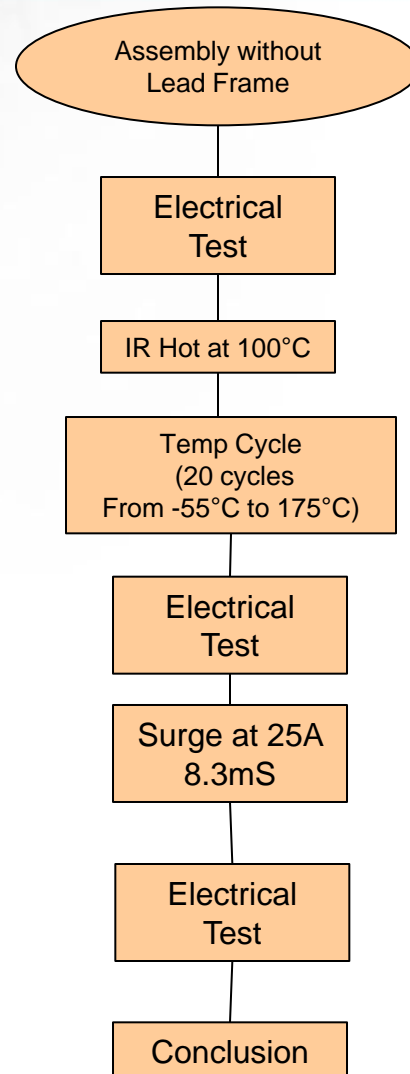 Assembly without
Lead Frame
Electrical
Test
IR Hot at 100°C
Temp Cycle
(20 cycles
From -55°C to 175°C)
Electrical
Test
Surge at 25A
8.3mS
Electrical
Test
Conclusion